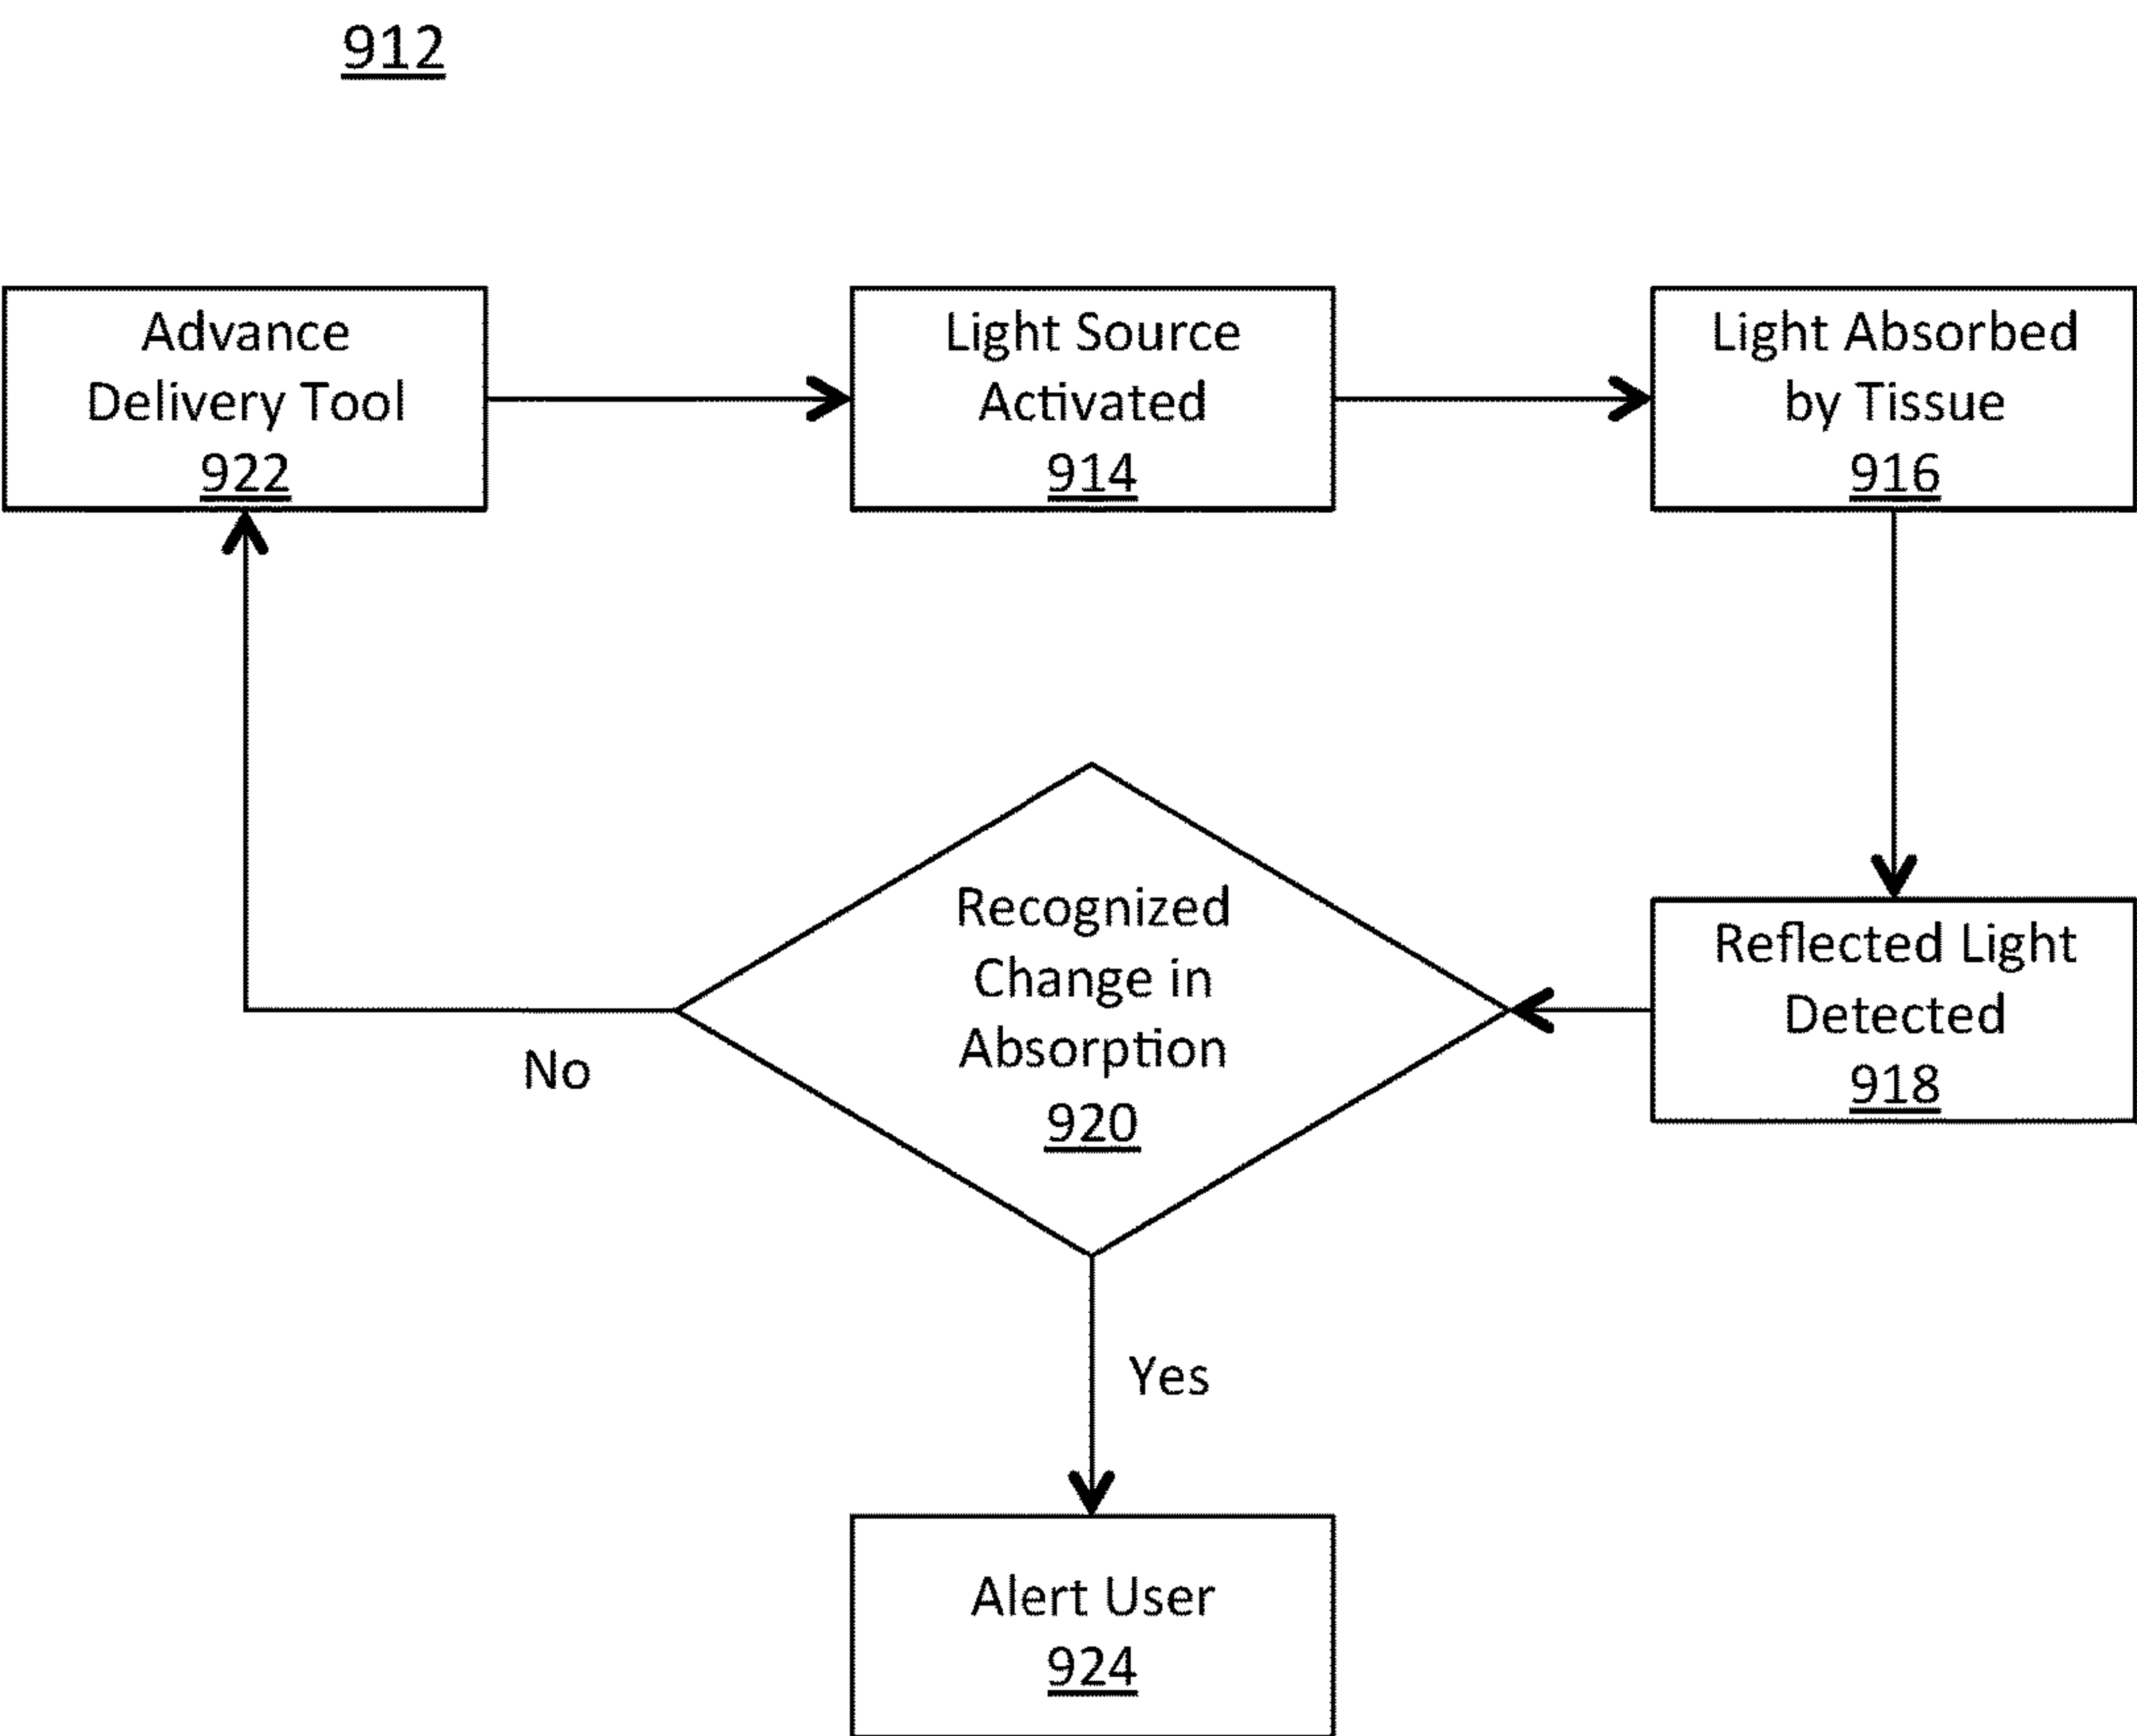 912
Advance
Delivery Tool
922
Light Source
Activated
914
Light Absorbed
by Tissue
916
Reflected Light
Detected
918
Recognized
Change in
Absorption
920
No
Yes
Alert User
924